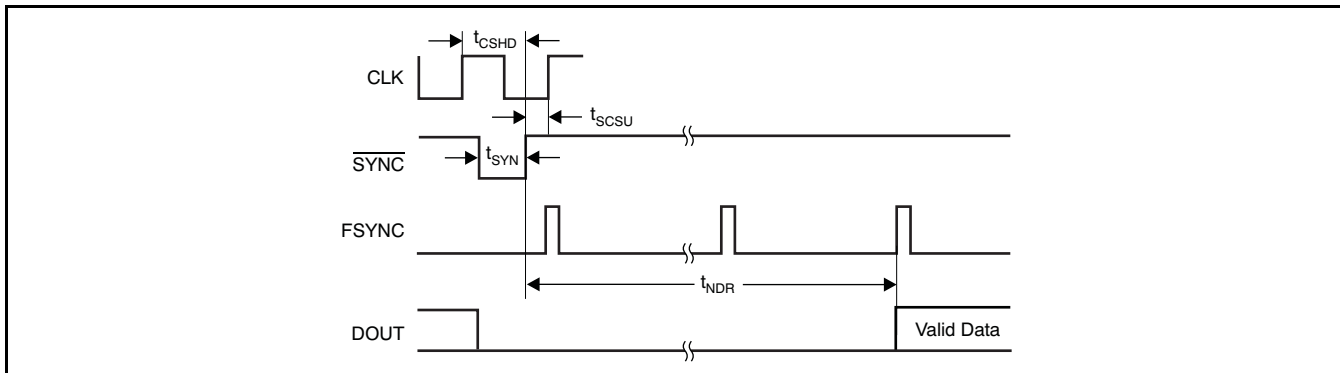 tCSHD
CLK
tSCSU
SYNC
tSYN
FSYNC
tNDR
DOUT
Valid Data